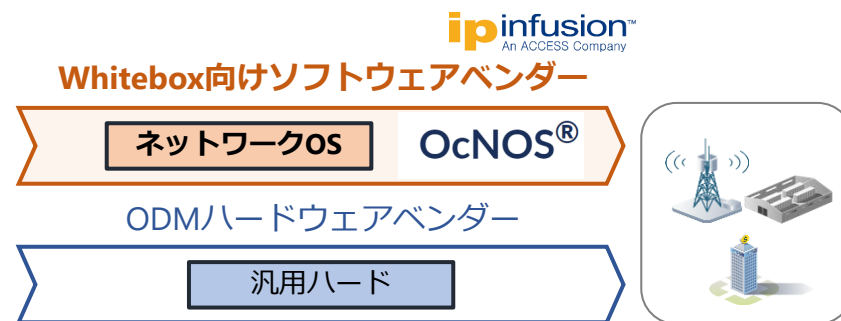 ipinfusion™
An ACCESS Company
Whitebox向けソフトウェアベンダー
ネットワークOS
OcNOS®
ODMハードウェアベンダー
汎用ハード